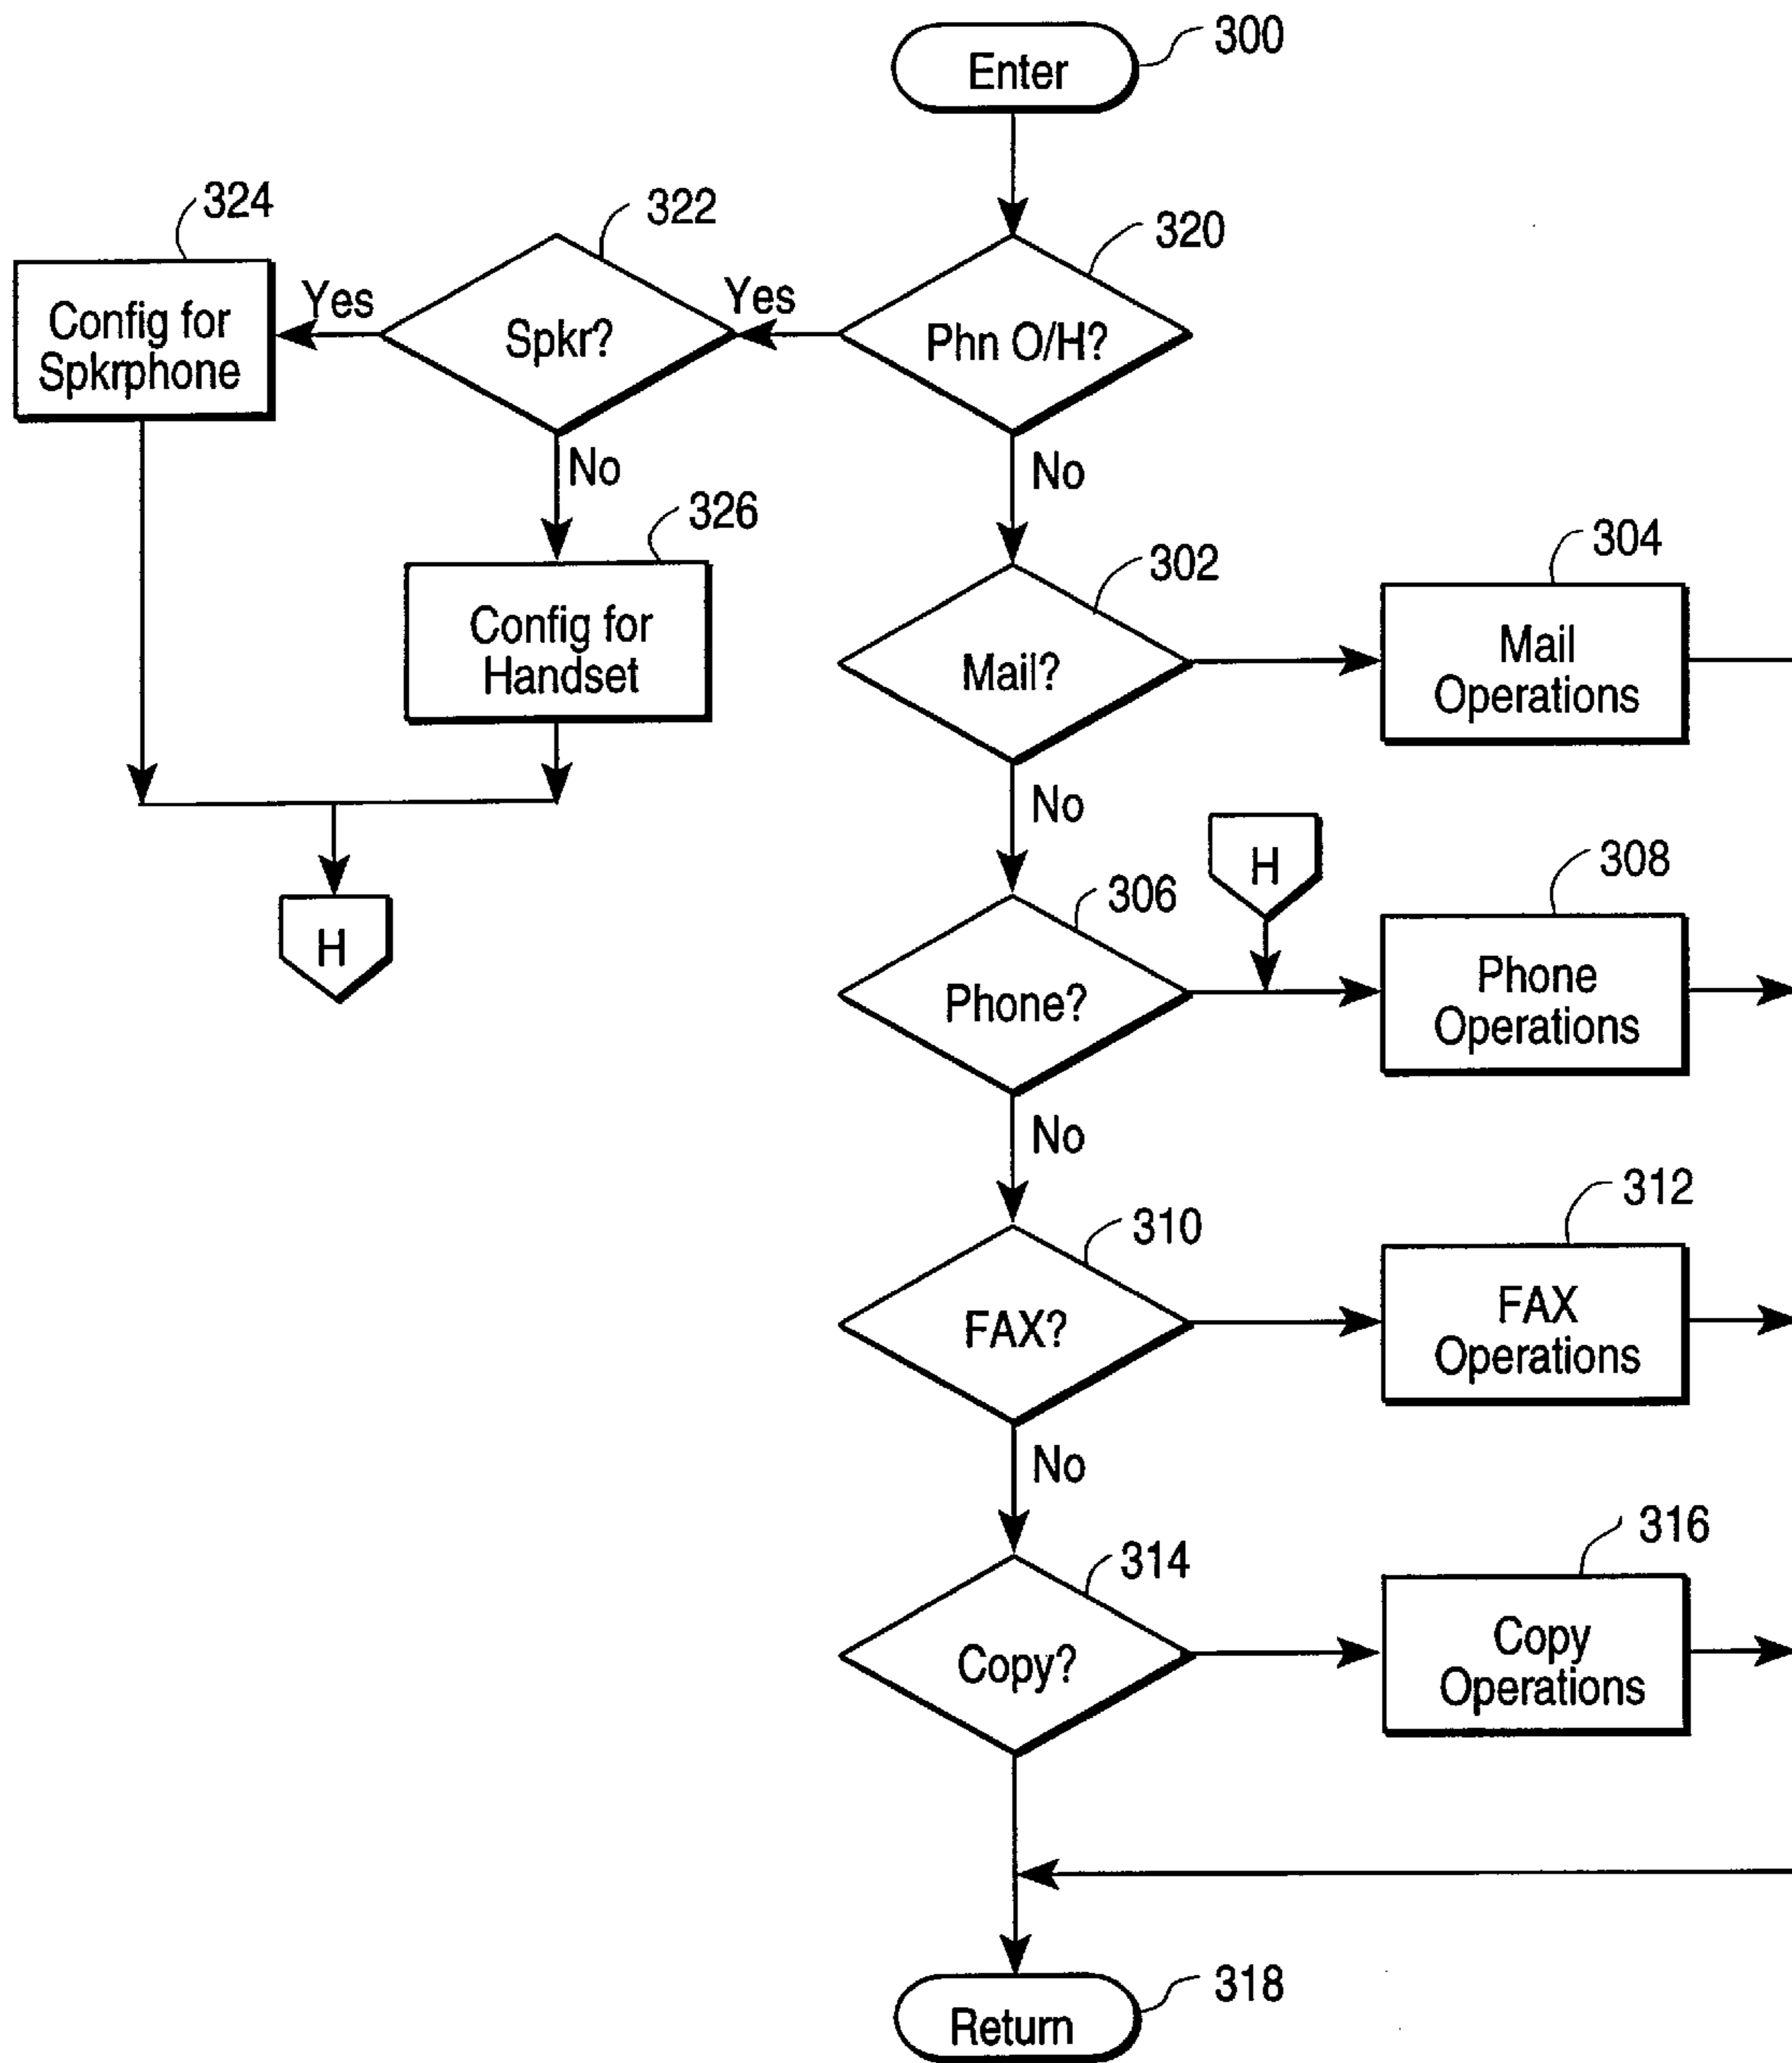 300
Enter
324
322
320
Config for
Spkrphone
Yes
Spkr?
Yes
Phn O/H?
No
No
326
Config for
Handset
302
Mail?
304
Mail
Operations
No
H
H
306
Phone?
308
Phone
Operations
No
310
FAX?
312
FAX
Operations
No
314
Copy?
316
Copy
Operations
318
Return